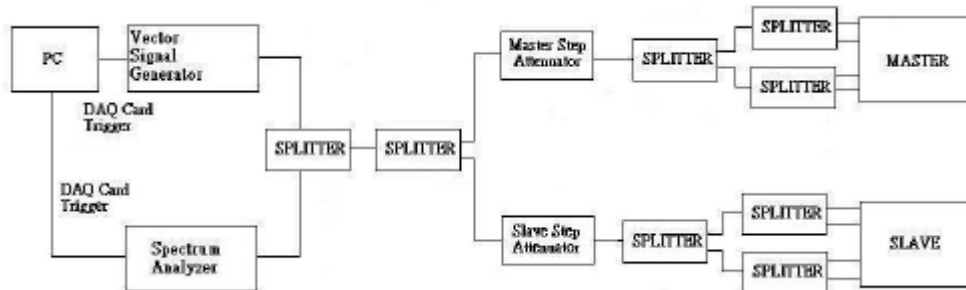 PC
Vector
Signal
Generator
DAQ Card
Trigger
DAQ Card
Trigger
Spectrum
Analyzer
SPLITTER
SPLITTER
Master Step
Attenuator
SPLITTER
SPLITTER
SPLITTER
MASTER
Slave Step
Attenuator
SPLITTER
SPLITTER
SPLITTER
SLAVE